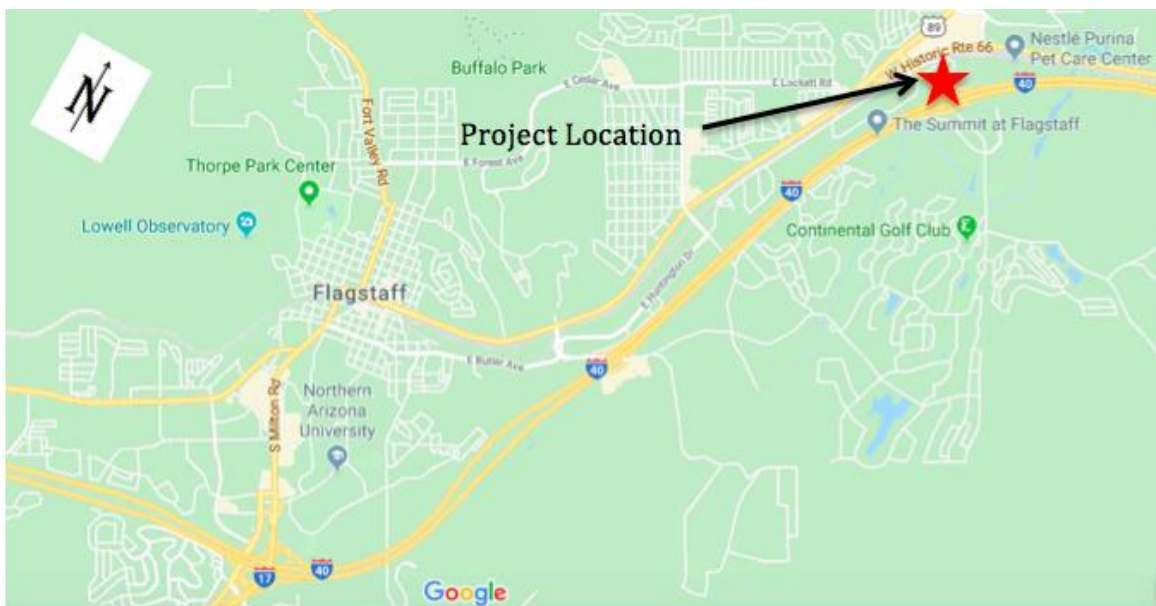 N
89
W Historic Rte 66
Nestlé Purina
Pet Care Center
Buffalo Park
E Cedar Ave
E Lockett Rd
40
Project Location
The Summit at Flagstaff
Fort Valley Rd
E Forest Ave
Thorpe Park Center
40
Lowell Observatory
Continental Golf Club
E Huntington Dr
Flagstaff
E Butler Ave
40
S Milton Rd
Northern
Arizona
University
17
40
Google